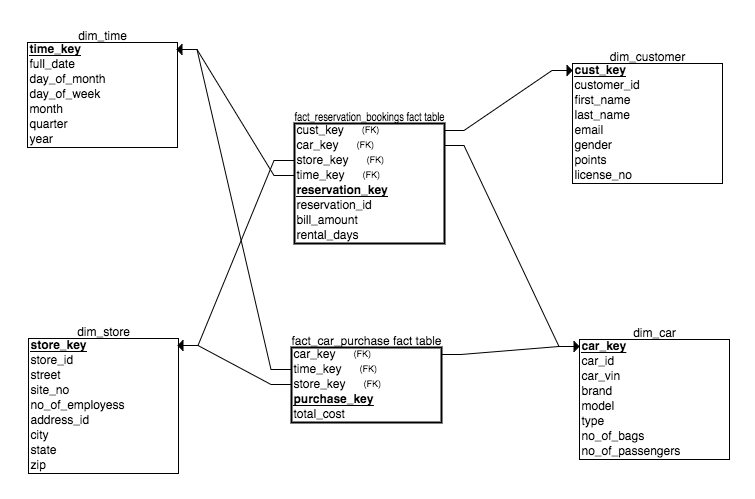 dim_time
time_key
full_date
day_of_month
day_of_week
month
quarter
year
dim_customer
cust_key
customer_id
first_name
last_name
email
gender
points
license_no
fact_reservation_bookings fact table
cust_key (FK)
car_key (FK)
store_key (FK)
time_key (FK)
reservation_key
reservation_id
bill_amount
rental_days
dim_store
store_key
store_id
street
site_no
no_of_employess
address_id
city
state
zip
fact_car_purchase fact table
car_key (FK)
time_key (FK)
store_key (FK)
purchase_key
total_cost
dim_car
car_key
car_id
car_vin
brand
model
type
no_of_bags
no_of_passengers